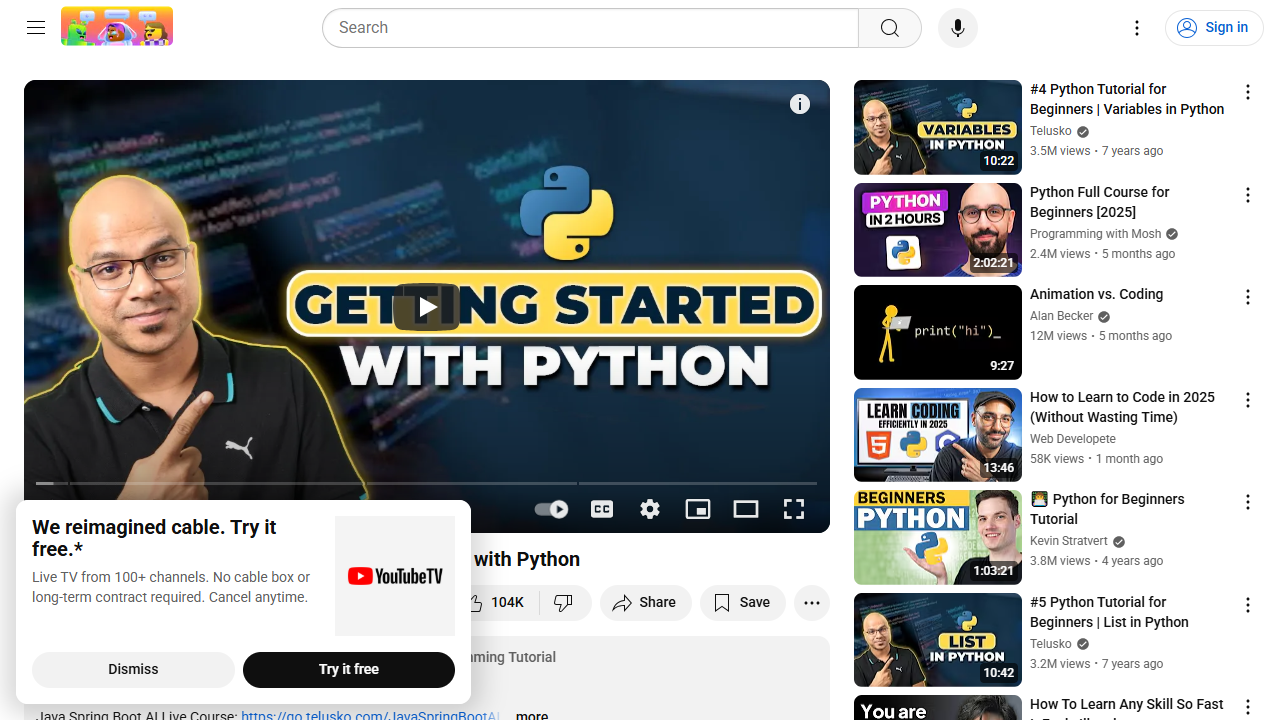 Search
Sign in
GETTING STARTED
WITH PYTHON
with Python
104K
Share
Save
ming Tutorial
Java Spring Boot AI Live Course: https://go.telusko.com/JavaSpringBootAI
...more
We reimagined cable. Try it
free.*
Live TV from 100+ channels. No cable box or
long-term contract required. Cancel anytime.
YouTubeTV
Dismiss
Try it free
VARIABLES
IN PYTHON
10:22
#4 Python Tutorial for
Beginners | Variables in Python
Telusko
3.5M views • 7 years ago
PYTHON
IN 2 HOURS
2:02:21
Python Full Course for
Beginners [2025]
Programming with Mosh
2.4M views • 5 months ago
print("hi")_
9:27
Animation vs. Coding
Alan Becker
12M views • 5 months ago
LEARN CODING
EFFICIENTLY IN 2025
13:46
How to Learn to Code in 2025
(Without Wasting Time)
Web Developete
58K views • 1 month ago
BEGINNERS
PYTHON
1:03:21
👨‍💻 Python for Beginners
Tutorial
Kevin Stratvert
3.8M views • 4 years ago
LIST
IN PYTHON
10:42
#5 Python Tutorial for
Beginners | List in Python
Telusko
3.2M views • 7 years ago
You are
How To Learn Any Skill So Fast